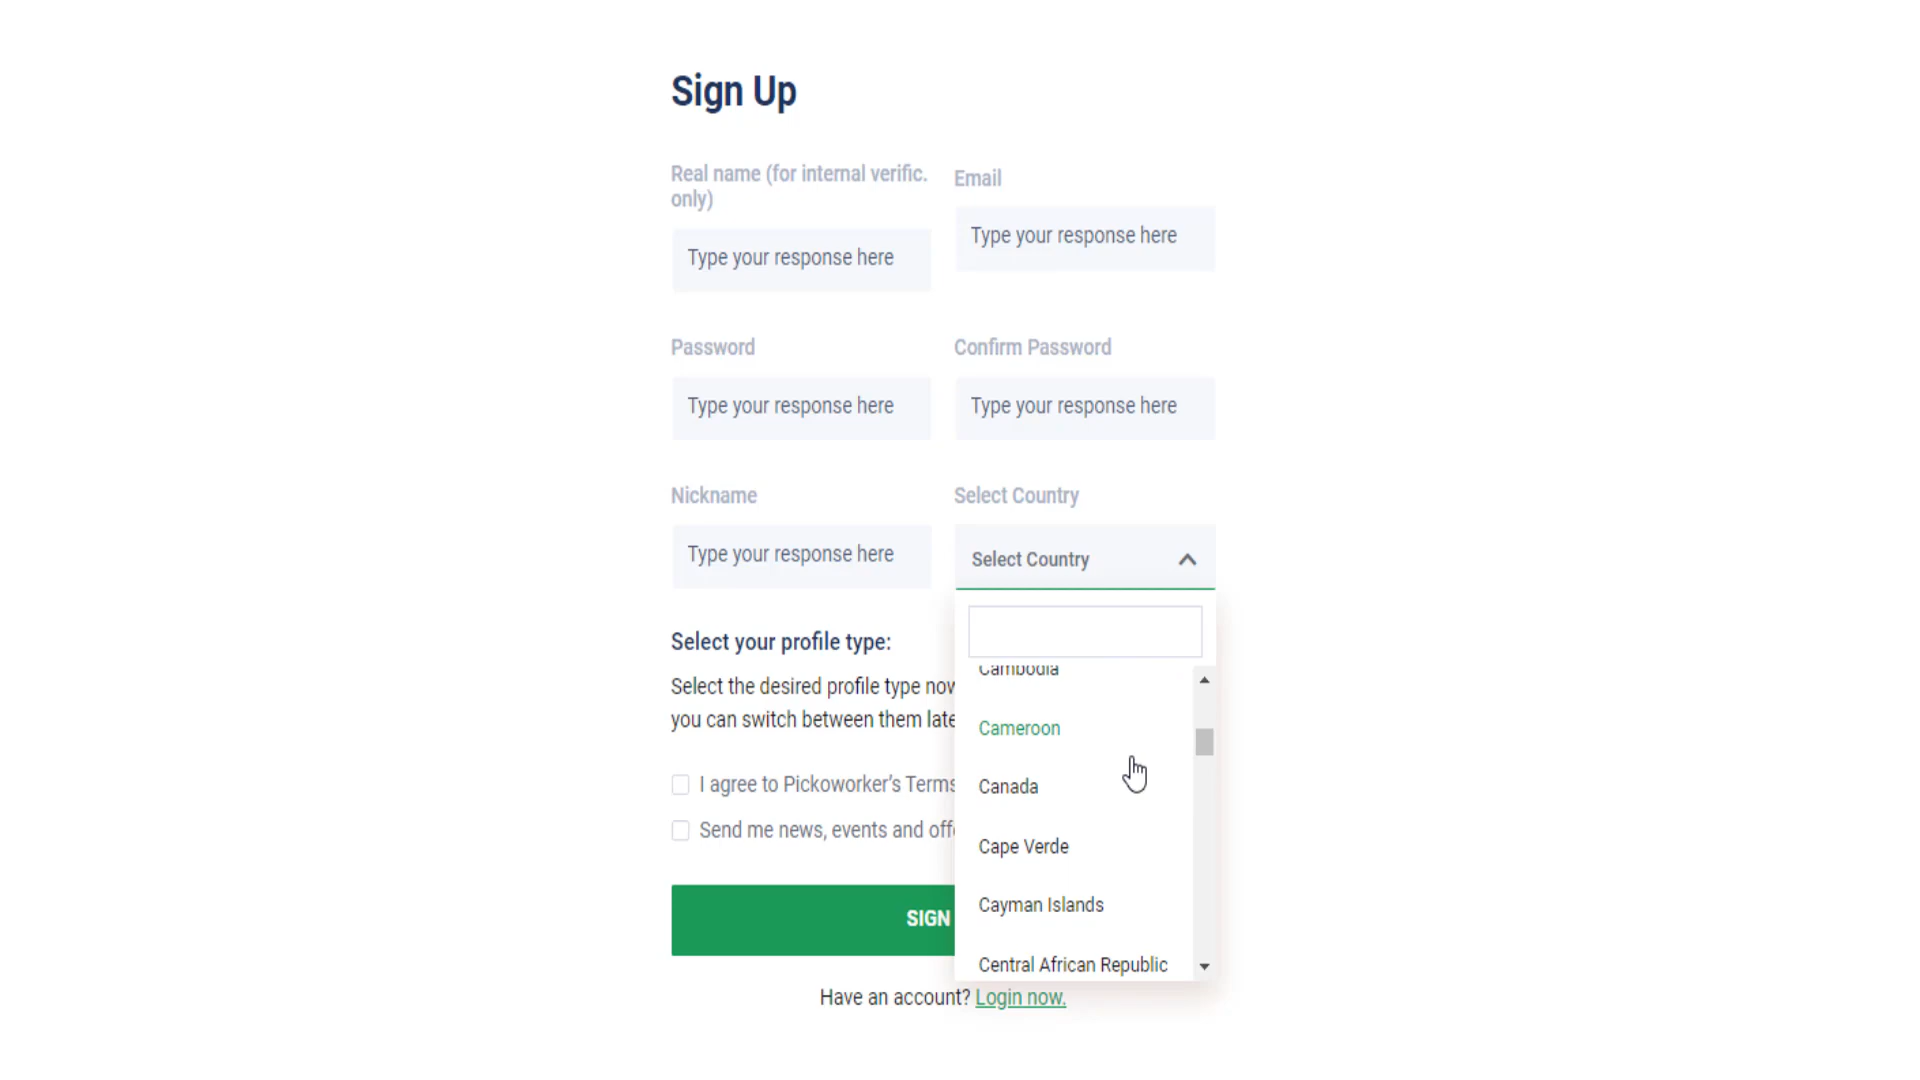 Sign Up
Real name (for internal verific.
only)
Type your response here
Email
Type your response here
Password
Type your response here
Confirm Password
Type your response here
Nickname
Type your response here
Select Country
Select Country
Cambodia
Cameroon
Canada
Cape Verde
Cayman Islands
Central African Republic
Select your profile type:
Select the desired profile type now
you can switch between them late
I agree to Pickoworker's Terms
Send me news, events and offe
SIGN
Have an account? Login now.